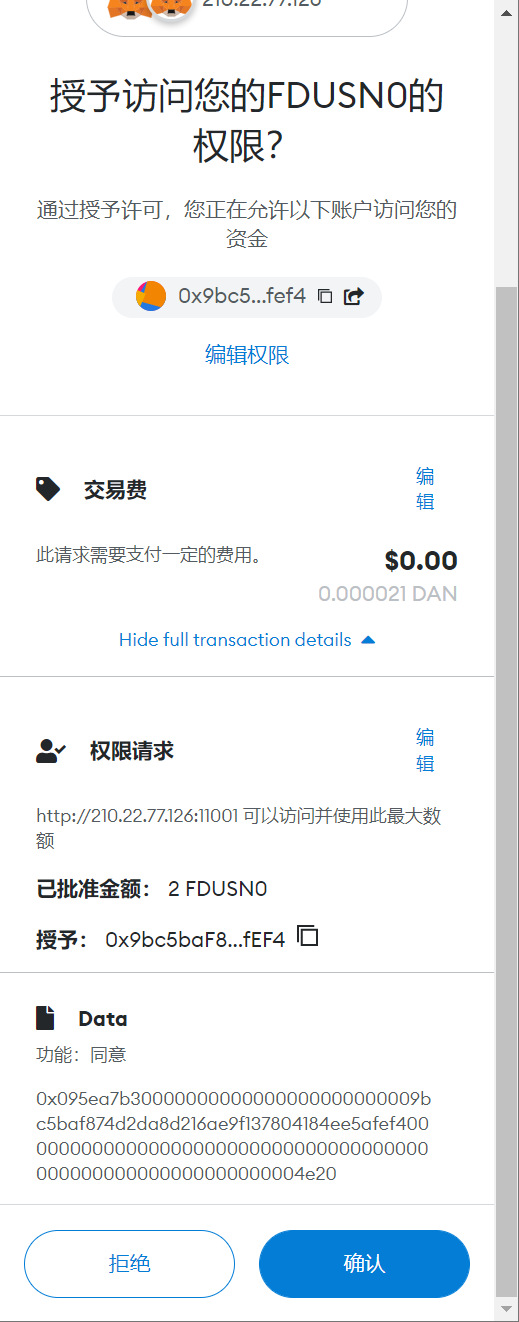 210.22.77.126
授予访问您的FDUSN0的
权限？
通过授予许可，您正在允许以下账户访问您的
资金
0x9bc5...fef4
编辑权限
交易费
编
辑
此请求需要支付一定的费用。
$0.00
0.000021 DAN
Hide full transaction details
权限请求
编
辑
http://210.22.77.126:11001 可以访问并使用此最大数
额
已批准金额： 2 FDUSN0
授予： 0x9bc5baF8...fEF4
Data
功能：同意
0x095ea7b3000000000000000000000000​9b
c5baf874d2da8d216ae9f137804184ee5afef400
0000000000000000000000000000000000000000
0000000000000000000000004e20
拒绝
确认